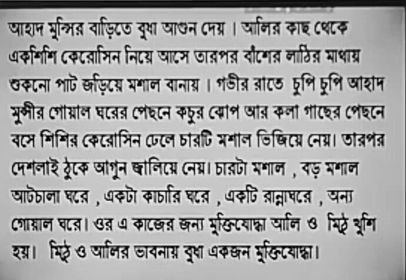 আহাদ মুন্সির বাড়িতে বুধা আগুন দেয় । আলির কাছ থেকে
একশিশি কেরোসিন নিয়ে আসে তারপর বাঁশের লাঠির মাথায়
শুকনো পাট জড়িয়ে মশাল বানায় । গভীর রাতে চুপি চুপি আহাদ
মুন্সীর গোয়াল ঘরের পেছনে কচুর ঝোপ আর কলা গাছের পেছনে
বসে শিশির কেরোসিন ঢেলে চারটি মশাল ভিজিয়ে নেয়। তারপর
দেশলাই ঠুকে আগুন জ্বালিয়ে নেয়। চারটা মশাল , বড় মশাল
আটচালা ঘরে , একটা কাচারি ঘরে , একটি রান্নাঘরে , অন্য
গোয়াল ঘরে। ওর এ কাজের জন্য মুক্তিযোদ্ধা আলি ও মিঠু খুশি
হয়। মিঠু ও আলির ভাবনায় বুধা একজন মুক্তিযোদ্ধা।